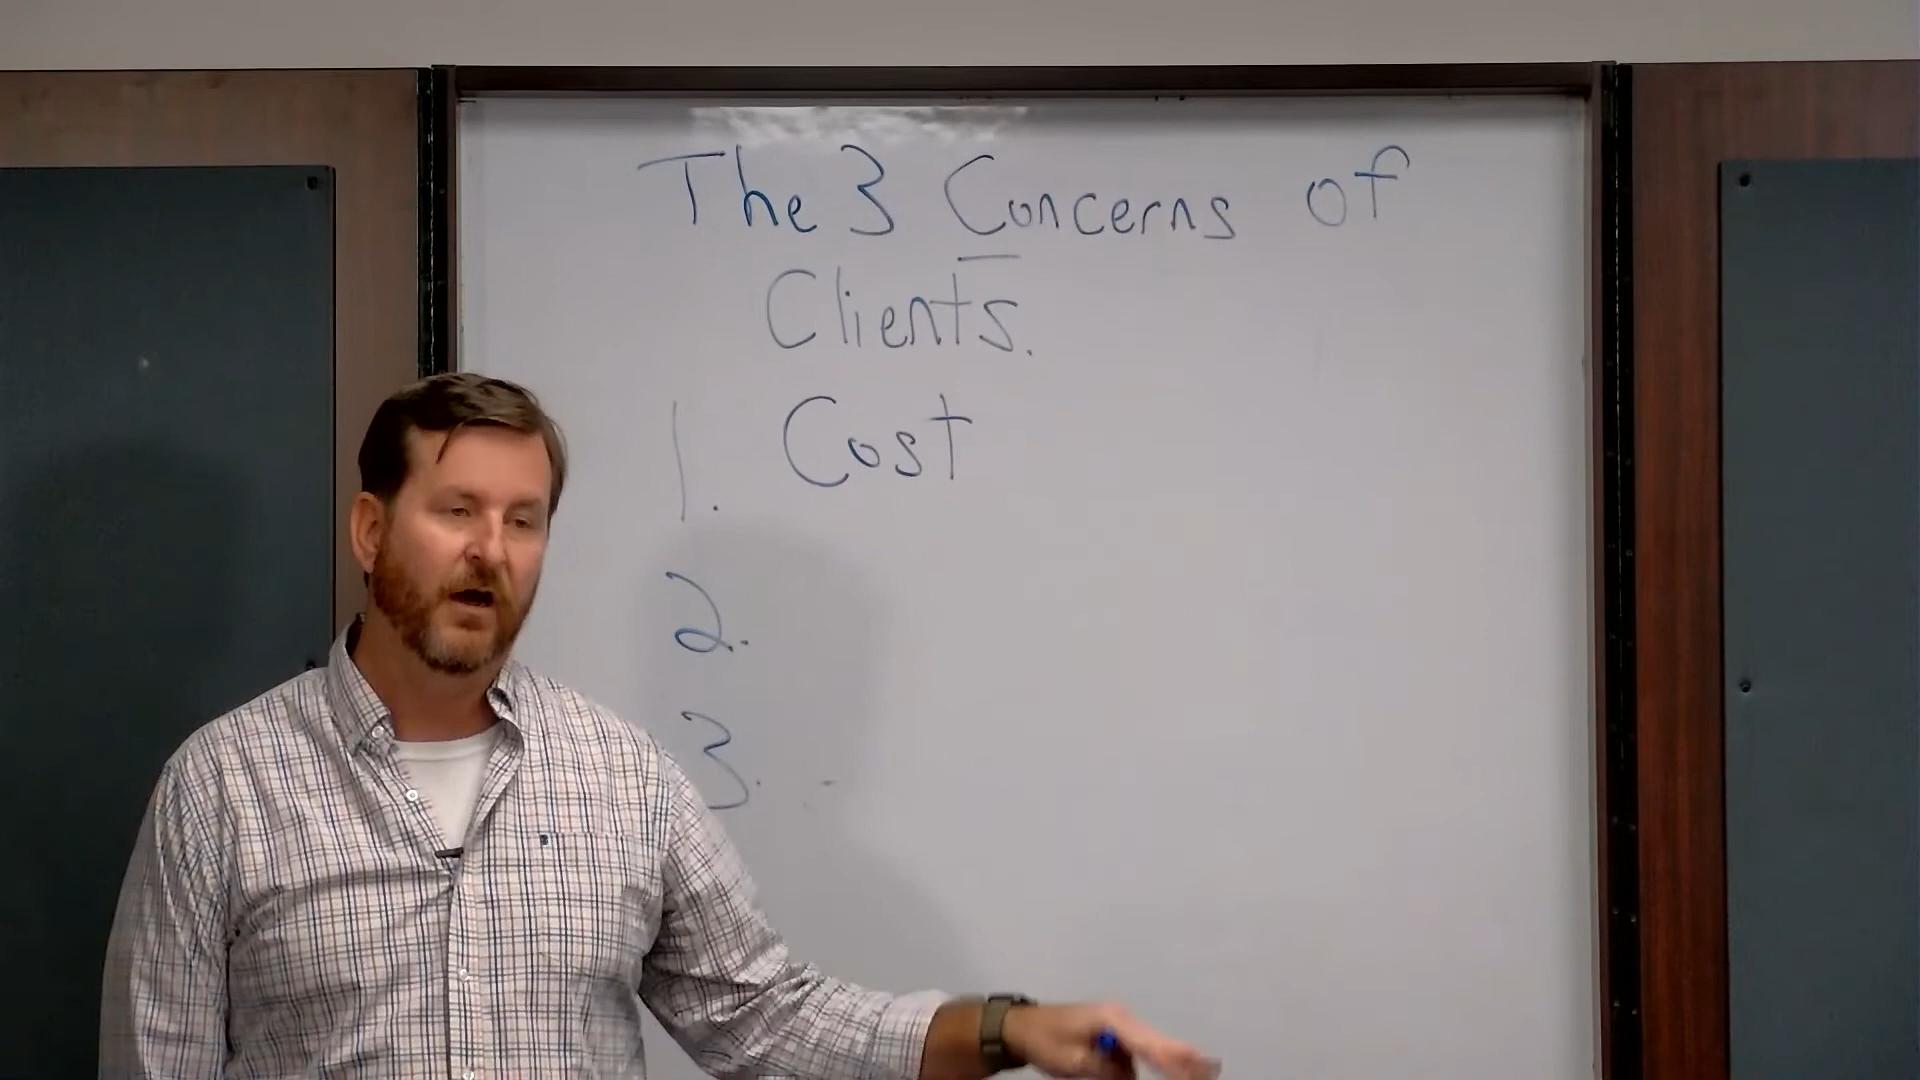 The 3 Concerns of
Clients.
1. Cost
2.
3.